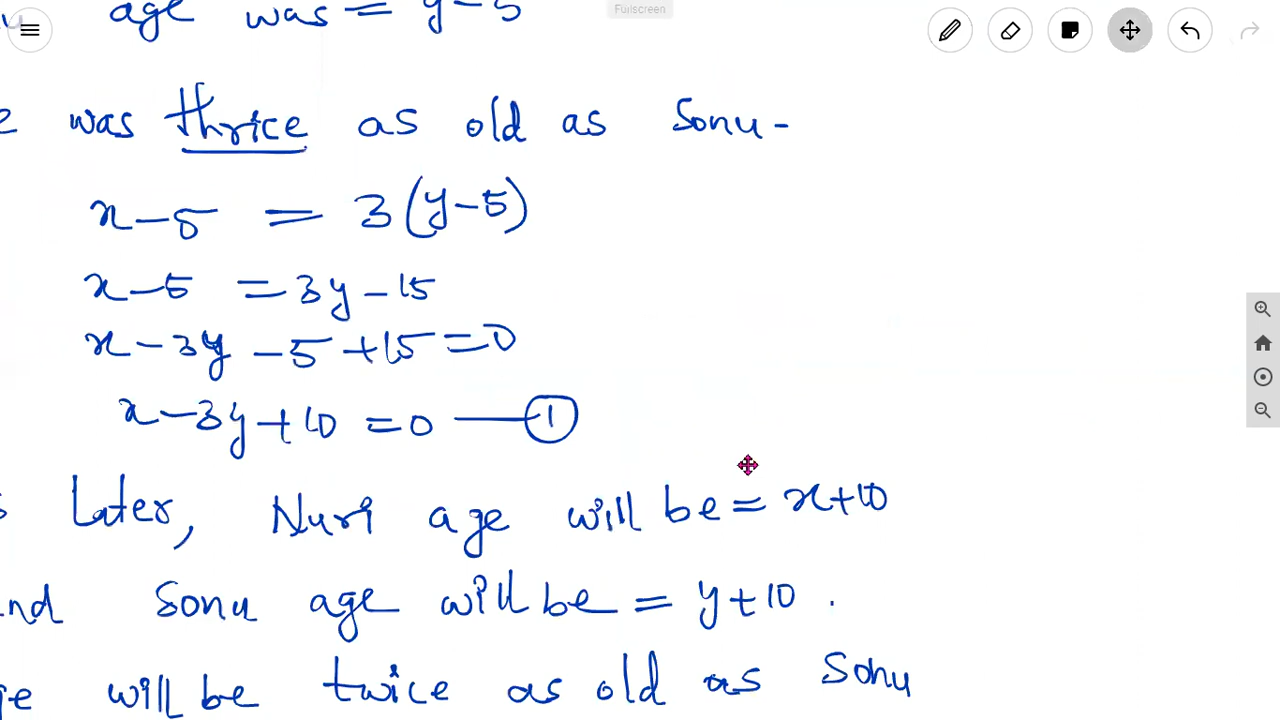 Fullscreen
age was = y-5
was thrice as old as Sonu-
x-5 = 3(y-5)
x-5 = 3y-15
x-3y-5+15=0
x-3y+10=0 — ①
later, Nuri age will be = x+10
nd sonu age will be = y+10 .
will be twice as old as Sonu